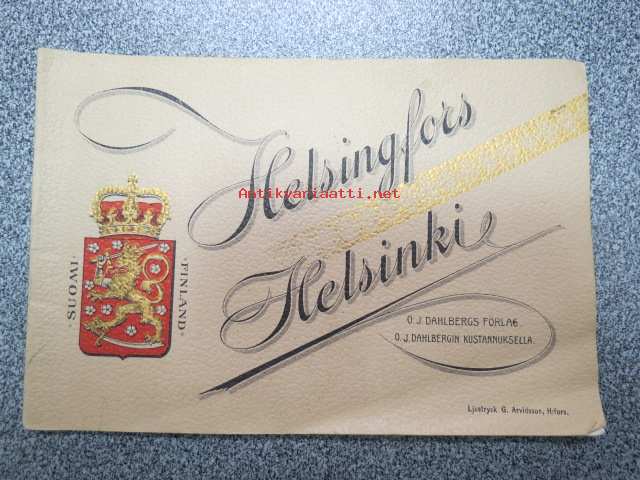 Helsingfors
Antikvariaatti.net
Helsinki
·SUOMI·
·FINLAND·
O. J. DAHLBERGS FÖRLAG.
O. J. DAHLBERGIN KUSTANNUKSELLA.
Ljustryck G. Arvidsson, H:fors.